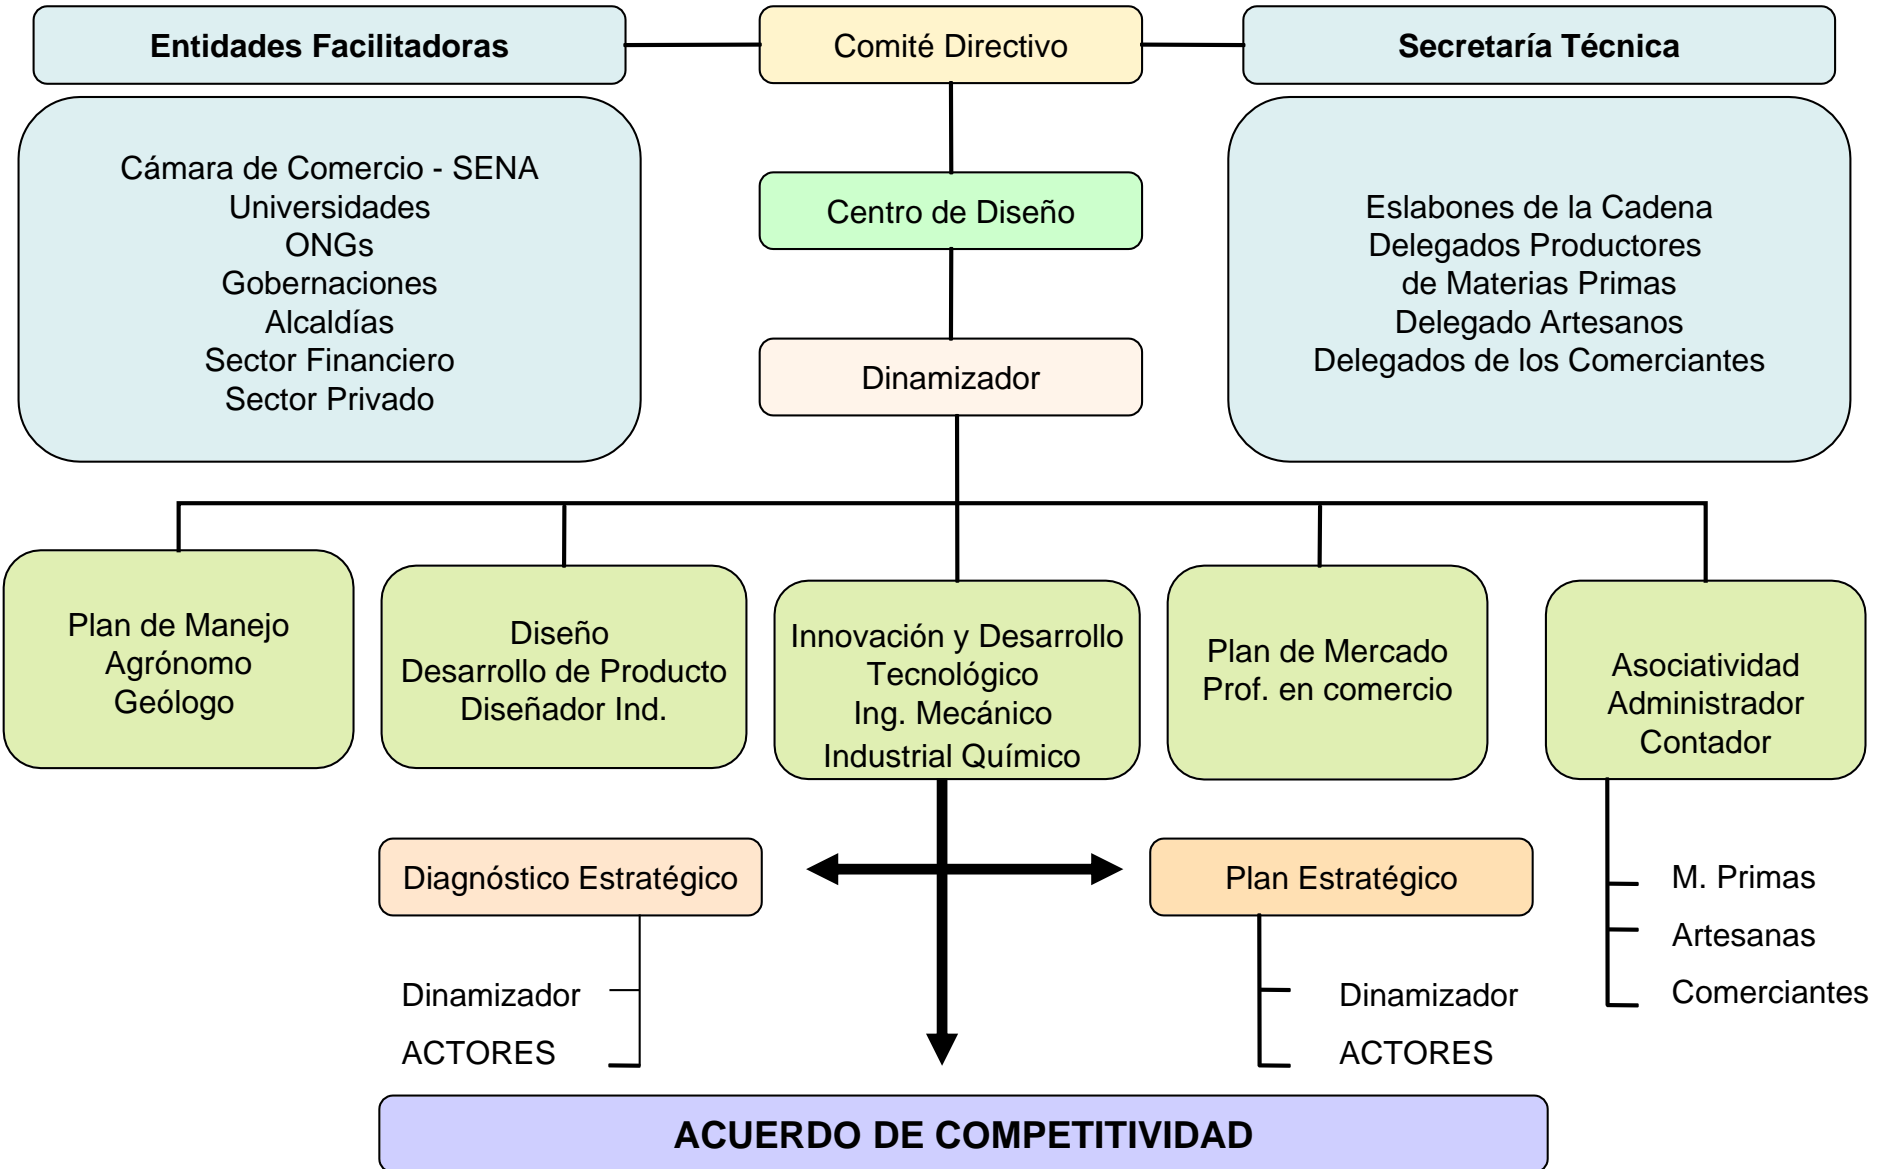 Entidades Facilitadoras
Comité Directivo
Secretaría Técnica
Cámara de Comercio - SENA
Universidades
ONGs
Gobernaciones
Alcaldías
Sector Financiero
Sector Privado
Centro de Diseño
Dinamizador
Eslabones de la Cadena
Delegados Productores
de Materias Primas
Delegado Artesanos
Delegados de los Comerciantes
Plan de Manejo
Agrónomo
Geólogo
Diseño
Desarrollo de Producto
Diseñador Ind.
Innovación y Desarrollo
Tecnológico
Ing. Mecánico
Industrial Químico
Plan de Mercado
Prof. en comercio
Asociatividad
Administrador
Contador
Diagnóstico Estratégico
Dinamizador
ACTORES
Plan Estratégico
Dinamizador
ACTORES
M. Primas
Artesanas
Comerciantes
ACUERDO DE COMPETITIVIDAD